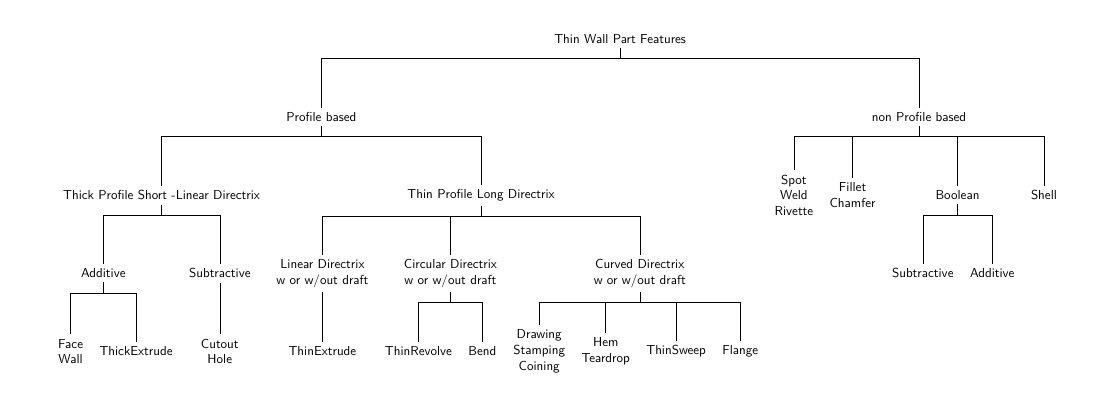 Thin Wall Part Features
Profile based
non Profile based
Thick Profile Short -Linear Directrix
Thin Profile Long Directrix
Spot
Weld
Rivette
Fillet
Chamfer
Boolean
Shell
Additive
Subtractive
Linear Directrix
w or w/out draft
Circular Directrix
w or w/out draft
Curved Directrix
w or w/out draft
Subtractive
Additive
Face
Wall
ThickExtrude
Cutout
Hole
ThinExtrude
ThinRevolve
Bend
Drawing
Stamping
Coining
Hem
Teardrop
ThinSweep
Flange